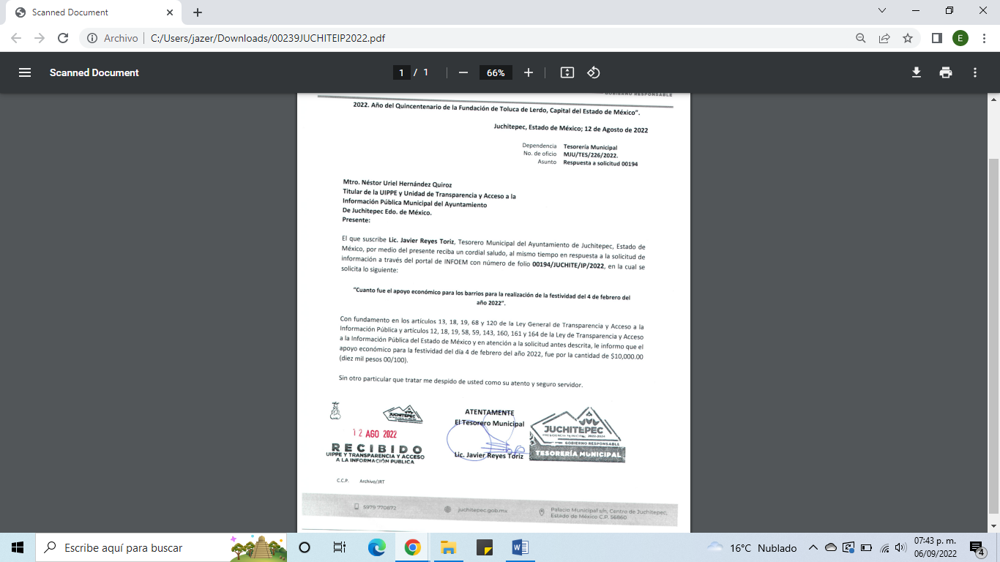 Scanned Document
Archivo C:/Users/jazer/Downloads/00239JUCHITEIP2022.pdf
E
Scanned Document
1 / 1
66%
GOBIERNO RESPONSABLE
2022. Año del Quincentenario de la Fundación de Toluca de Lerdo, Capital del Estado de México".
Juchitepec, Estado de México; 12 de Agosto de 2022
Dependencia Tesorería Municipal
No. de oficio MJU/TES/226/2022.
Asunto Respuesta a solicitud 00194
Mtro. Néstor Uriel Hernández Quiroz
Titular de la UIPPE y Unidad de Transparencia y Acceso a la
Información Pública Municipal del Ayuntamiento
De Juchitepec Edo. de México.
Presente:
El que suscribe Lic. Javier Reyes Toriz, Tesorero Municipal del Ayuntamiento de Juchitepec, Estado de
México, por medio del presente reciba un cordial saludo, al mismo tiempo en respuesta a la solicitud de
información a través del portal de INFOEM con número de folio 00194/JUCHITE/IP/2022, en la cual se
solicita lo siguiente:
"Cuanto fue el apoyo económico para los barrios para la realización de la festividad del 4 de febrero del
año 2022".
Con fundamento en los artículos 13, 18, 19, 68 y 120 de la Ley General de Transparencia y Acceso a la
Información Pública y artículos 12, 18, 19, 58, 59, 143, 160, 161 y 164 de la Ley de Transparencia y Acceso
a la Información Pública del Estado de México y en atención a la solicitud antes descrita, le informo que el
apoyo económico para la festividad del día 4 de febrero del año 2022, fue por la cantidad de $10,000.00
(diez mil pesos 00/100).
Sin otro particular que tratar me despido de usted como su atento y seguro servidor.
JUCHITEPEC
12 AGO 2022
RECIBIDO
UIPPE Y TRANSPARENCIA Y ACCESO
A LA INFORMACIÓN PUBLICA
ATENTAMENTE
El Tesorero Municipal
Lic. Javier Reyes Toriz
JUCHITEPEC
PRESIDENCIA MUNICIPAL 2022-2024
GOBIERNO RESPONSABLE
TESORERÍA MUNICIPAL
C.C.P. Archivo/JRT
5979 770872
juchitepec.gob.mx
Palacio Municipal s/n, Centro de Juchitepec,
Estado de México C.P. 56860
Escribe aquí para buscar
16°C Nublado
07:43 p. m.
06/09/2022
4